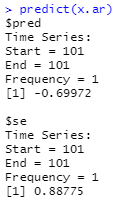 > predict(x.ar)
$pred
Time Series:
Start = 101
End = 101
Frequency = 1
[1] -0.69972

$se
Time Series:
Start = 101
End = 101
Frequency = 1
[1] 0.88775